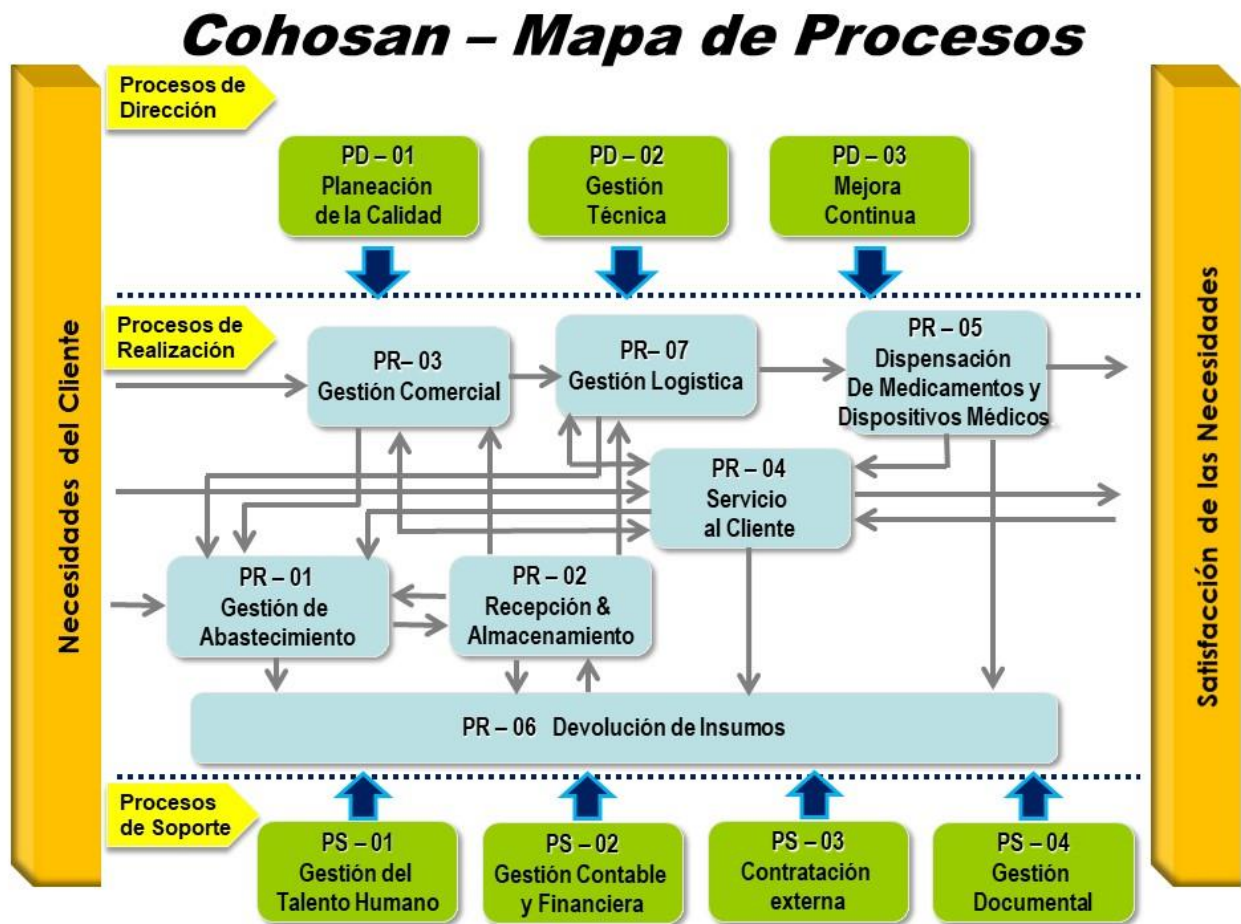 Cohosan – Mapa de Procesos
Procesos de
Dirección
PD – 01
Planeación
de la Calidad
PD – 02
Gestión
Técnica
PD – 03
Mejora
Continua
Necesidades del Cliente
Satisfacción de las Necesidades
Procesos de
Realización
PR– 03
Gestión Comercial
PR– 07
Gestión Logística
PR – 05
Dispensación
De Medicamentos y
Dispositivos Médicos
PR – 04
Servicio
al Cliente
PR – 01
Gestión de
Abastecimiento
PR – 02
Recepción &
Almacenamiento
PR – 06 Devolución de Insumos
Procesos
de Soporte
PS – 01
Gestión del
Talento Humano
PS – 02
Gestión Contable
y Financiera
PS – 03
Contratación
externa
PS – 04
Gestión
Documental